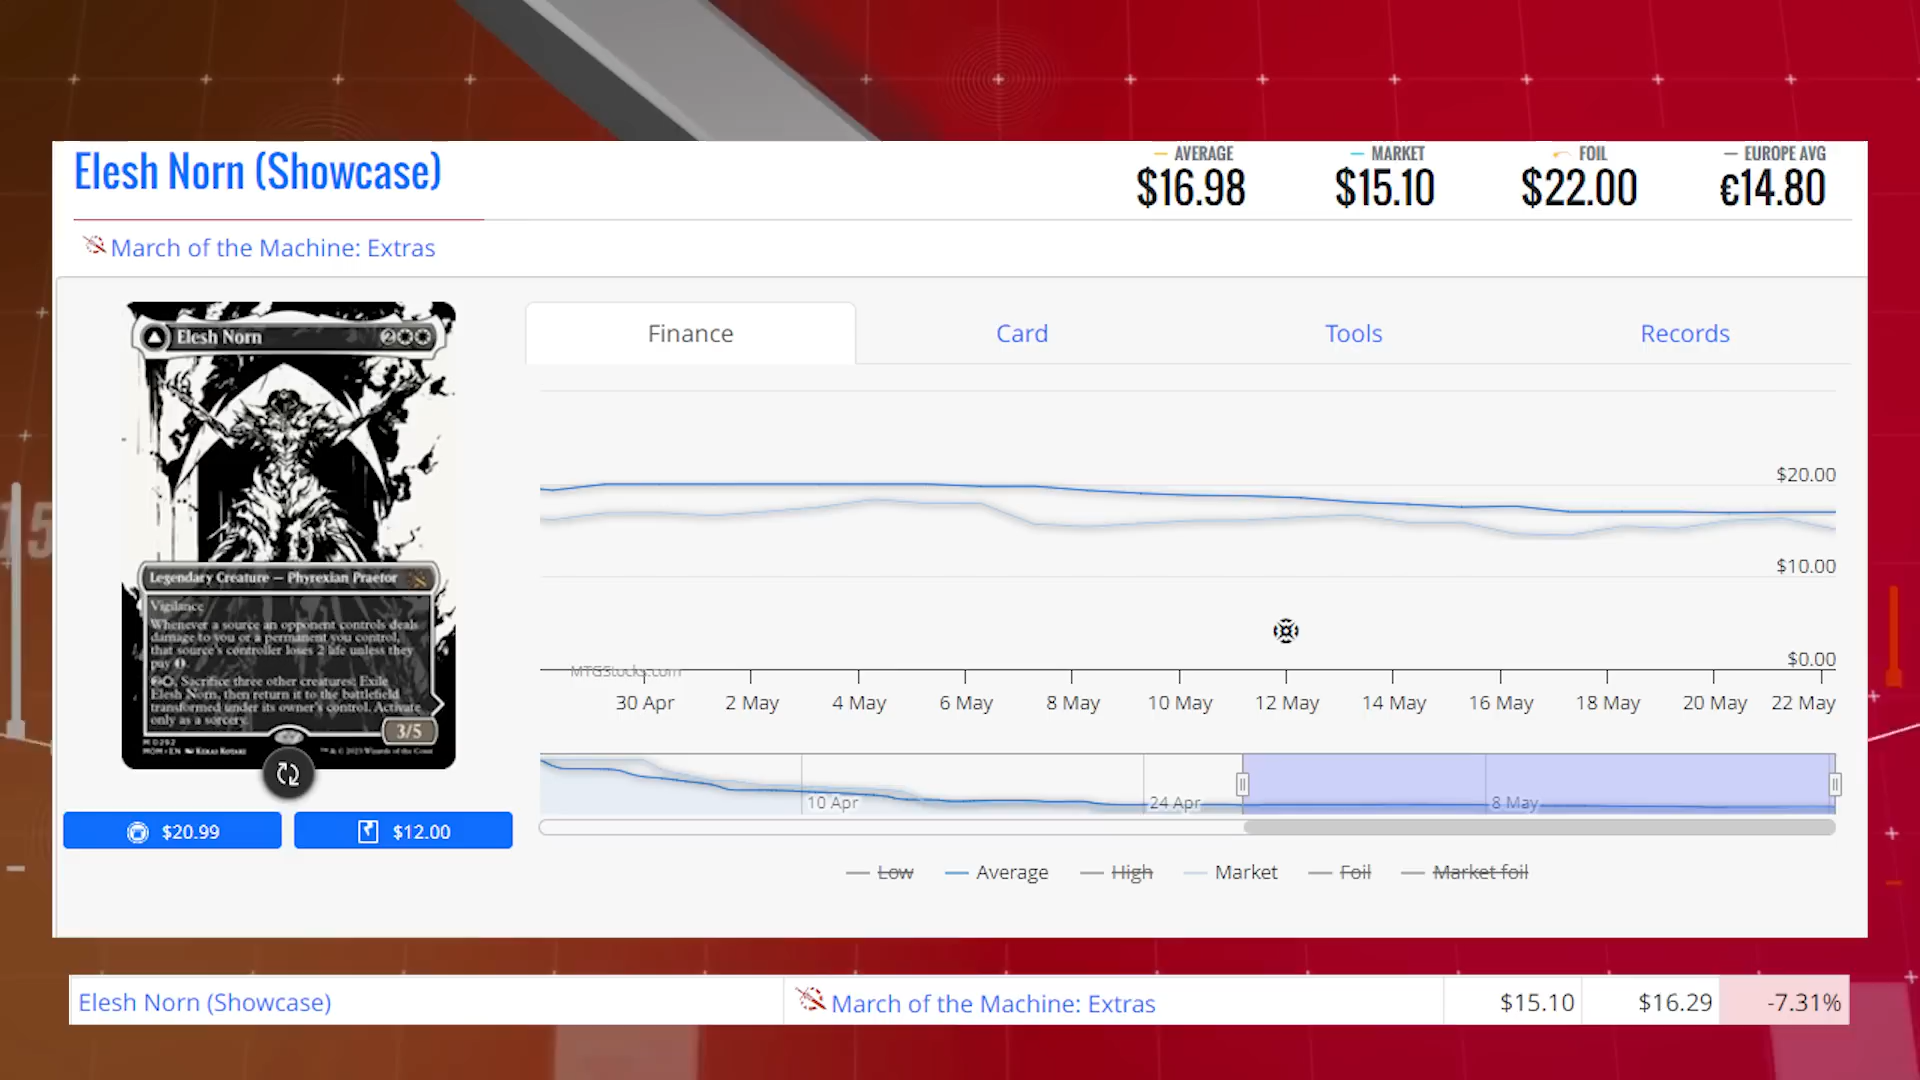 Elesh Norn (Showcase)
AVERAGE
$16.98
MARKET
$15.10
FOIL
$22.00
EUROPE AVG
€14.80
March of the Machine: Extras
Elesh Norn
2
Legendary Creature — Phyrexian Praetor
Vigilance
Whenever a source an opponent controls deals
damage to you or a permanent you control,
that source's controller loses 2 life unless they
pay 1.
Sacrifice three other creatures: Exile
Elesh Norn, then return it to the battlefield
transformed under its owner's control. Activate
only as a sorcery.
3/5
M 0292
MOM • EN
$20.99
$12.00
Finance
Card
Tools
Records
$20.00
$10.00
$0.00
MTGStocks.com
30 Apr
2 May
4 May
6 May
8 May
10 May
12 May
14 May
16 May
18 May
20 May
22 May
10 Apr
24 Apr
8 May
Low
Average
High
Market
Foil
Market foil
Elesh Norn (Showcase)
March of the Machine: Extras
$15.10
$16.29
-7.31%
15